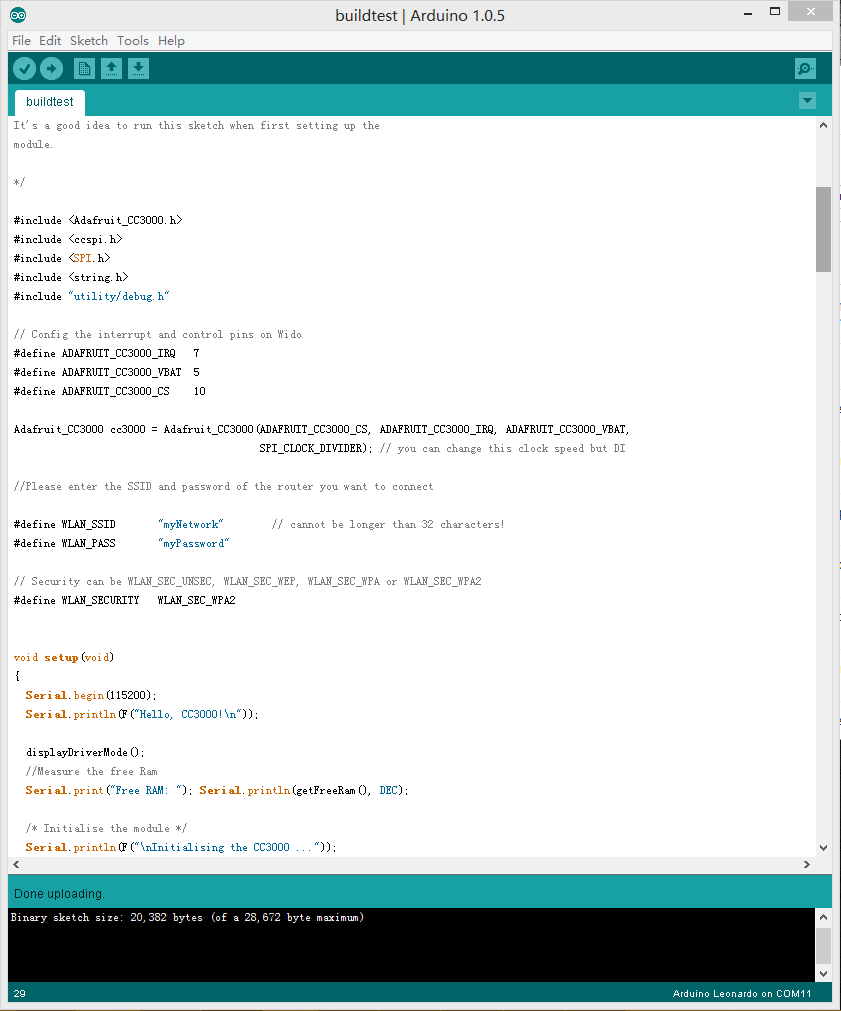 buildtest | Arduino 1.0.5
File Edit Sketch Tools Help
buildtest
It's a good idea to run this sketch when first setting up the
module.
*/
#include <Adafruit_CC3000.h>
#include <ccspi.h>
#include <SPI.h>
#include <string.h>
#include "utility/debug.h"
// Config the interrupt and control pins on Wido
#define ADAFRUIT_CC3000_IRQ 7
#define ADAFRUIT_CC3000_VBAT 5
#define ADAFRUIT_CC3000_CS 10
Adafruit_CC3000 cc3000 = Adafruit_CC3000(ADAFRUIT_CC3000_CS, ADAFRUIT_CC3000_IRQ, ADAFRUIT_CC3000_VBAT,
SPI_CLOCK_DIVIDER); // you can change this clock speed but DI
//Please enter the SSID and password of the router you want to connect
#define WLAN_SSID "myNetwork" // cannot be longer than 32 characters!
#define WLAN_PASS "myPassword"
// Security can be WLAN_SEC_UNSEC, WLAN_SEC_WEP, WLAN_SEC_WPA or WLAN_SEC_WPA2
#define WLAN_SECURITY WLAN_SEC_WPA2
void setup(void)
{
Serial.begin(115200);
Serial.println(F("Hello, CC3000!\n"));
displayDriverMode();
//Measure the free Ram
Serial.print("Free RAM: "); Serial.println(getFreeRam(), DEC);
/* Initialise the module */
Serial.println(F("\nInitialising the CC3000 ..."));
Done uploading.
Binary sketch size: 20,382 bytes (of a 28,672 byte maximum)
29 Arduino Leonardo on COM11